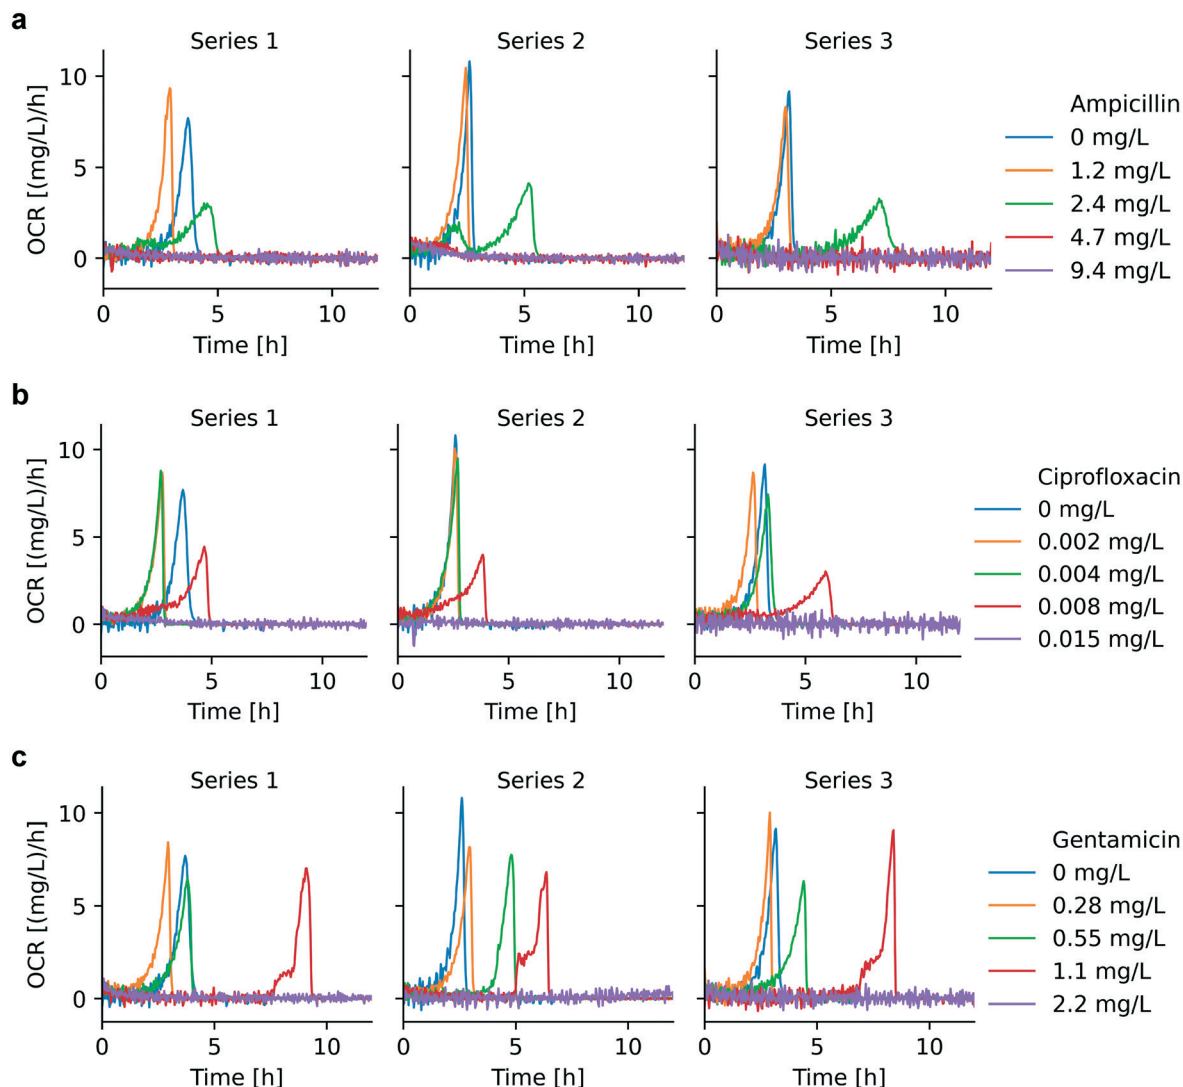 a
Series 1
Series 2
Series 3
OCR [(mg/L)/h]
10
5
0
0 5 10
0 5 10
0 5 10
Time [h]
Time [h]
Time [h]
Ampicillin
0 mg/L
1.2 mg/L
2.4 mg/L
4.7 mg/L
9.4 mg/L
b
Series 1
Series 2
Series 3
OCR [(mg/L)/h]
10
5
0
0 5 10
0 5 10
0 5 10
Time [h]
Time [h]
Time [h]
Ciprofloxacin
0 mg/L
0.002 mg/L
0.004 mg/L
0.008 mg/L
0.015 mg/L
c
Series 1
Series 2
Series 3
OCR [(mg/L)/h]
10
5
0
0 5 10
0 5 10
0 5 10
Time [h]
Time [h]
Time [h]
Gentamicin
0 mg/L
0.28 mg/L
0.55 mg/L
1.1 mg/L
2.2 mg/L